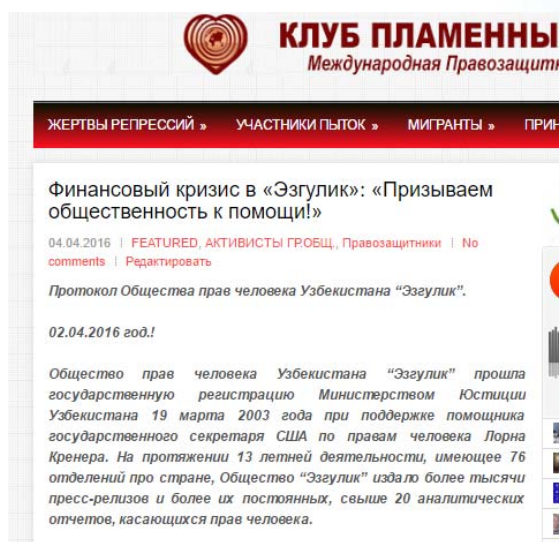 КЛУБ ПЛАМЕННЫ
Международная Правозащитн
ЖЕРТВЫ РЕПРЕССИЙ » УЧАСТНИКИ ПЫТОК » МИГРАНТЫ » ПРИН
Финансовый кризис в «Эзгулик»: «Призываем
общественность к помощи!»
04.04.2016 | FEATURED, АКТИВИСТЫ ГР.ОБЩ., Правозащитники | No
comments | Редактировать
Протокол Общества прав человека Узбекистана “Эзгулик”.
02.04.2016 год.!
Общество прав человека Узбекистана “Эзгулик” прошла
государственную регистрацию Министерством Юстиции
Узбекистана 19 марта 2003 года при поддержке помощника
государственного секретаря США по правам человека Лорна
Кренера. На протяжении 13 летней деятельности, имеющее 76
отделений про стране, Общество “Эзгулик” издало более тысячи
пресс-релизов и более их постоянных, свыше 20 аналитических
отчетов, касающихся прав человека.